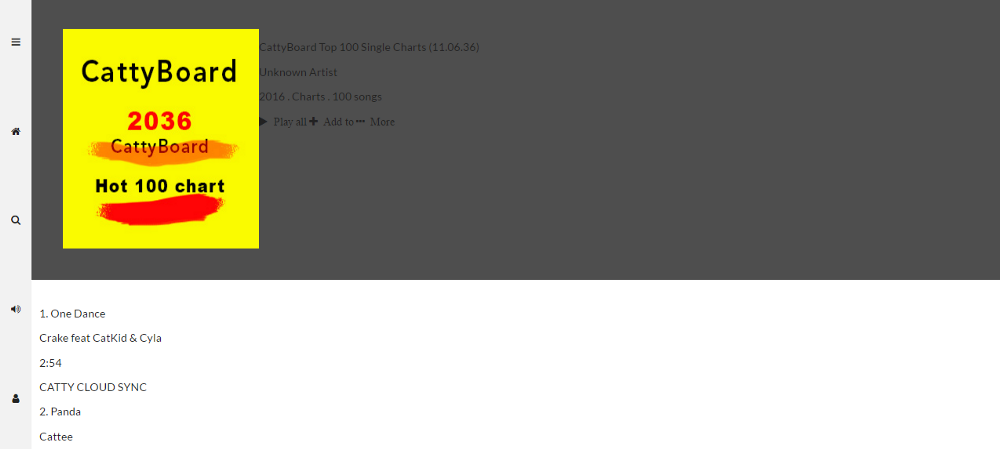 CattyBoard
2036
CattyBoard
Hot 100 chart
CattyBoard Top 100 Single Charts (11.06.36)
Unknown Artist
2016 . Charts . 100 songs
Play all Add to More
1. One Dance
Crake feat CatKid & Cyla
2:54
CATTY CLOUD SYNC
2. Panda
Cattee